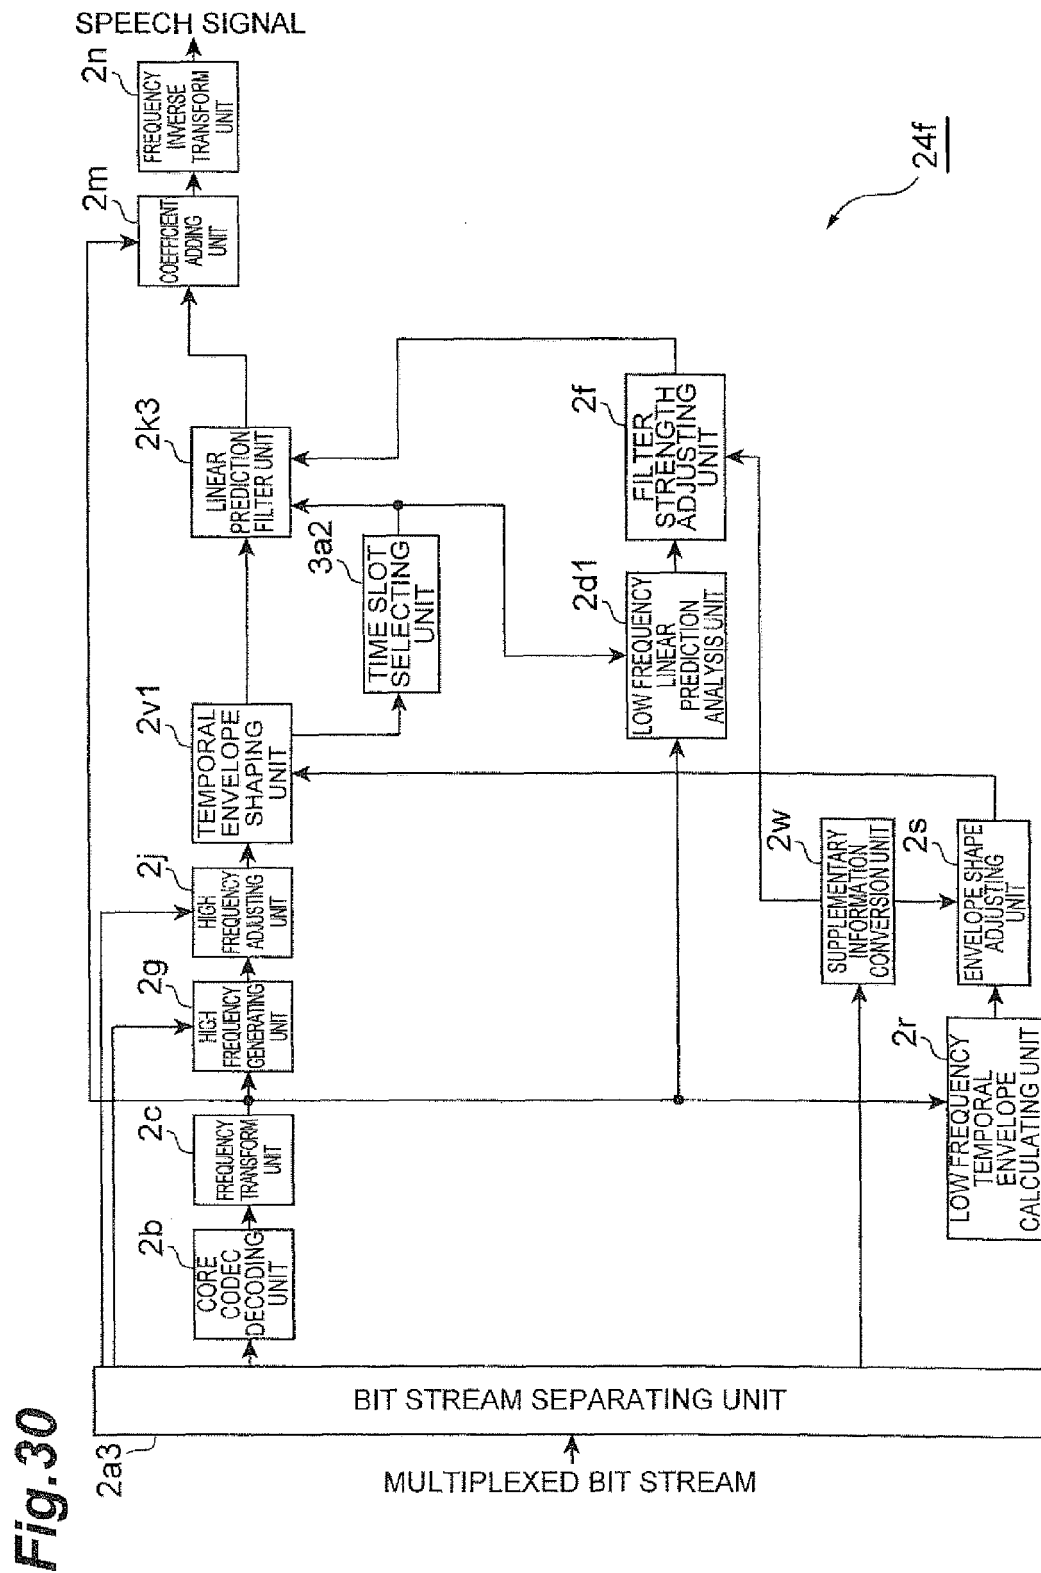 Fig.30
SPEECH SIGNAL
2n
FREQUENCY
INVERSE
TRANSFORM
UNIT
2m
COEFFICIENT
ADDING
UNIT
24f
2k3
LINEAR
PREDICTION
FILTER UNIT
2f
FILTER
STRENGTH
ADJUSTING
UNIT
3a2
TIME SLOT
SELECTING
UNIT
2d1
LOW FREQUENCY
LINEAR
PREDICTION
ANALYSIS UNIT
2v1
TEMPORAL
ENVELOPE
SHAPING
UNIT
2j
HIGH
FREQUENCY
ADJUSTING
UNIT
2w
SUPPLEMENTARY
INFORMATION
CONVERSION UNIT
2s
ENVELOPE SHAPE
ADJUSTING
UNIT
2g
HIGH
FREQUENCY
GENERATING
UNIT
2r
LOW FREQUENCY
TEMPORAL
ENVELOPE
CALCULATING UNIT
2c
FREQUENCY
TRANSFORM
UNIT
2b
CORE
CODEC
DECODING
UNIT
BIT STREAM SEPARATING UNIT
2a3
MULTIPLEXED BIT STREAM